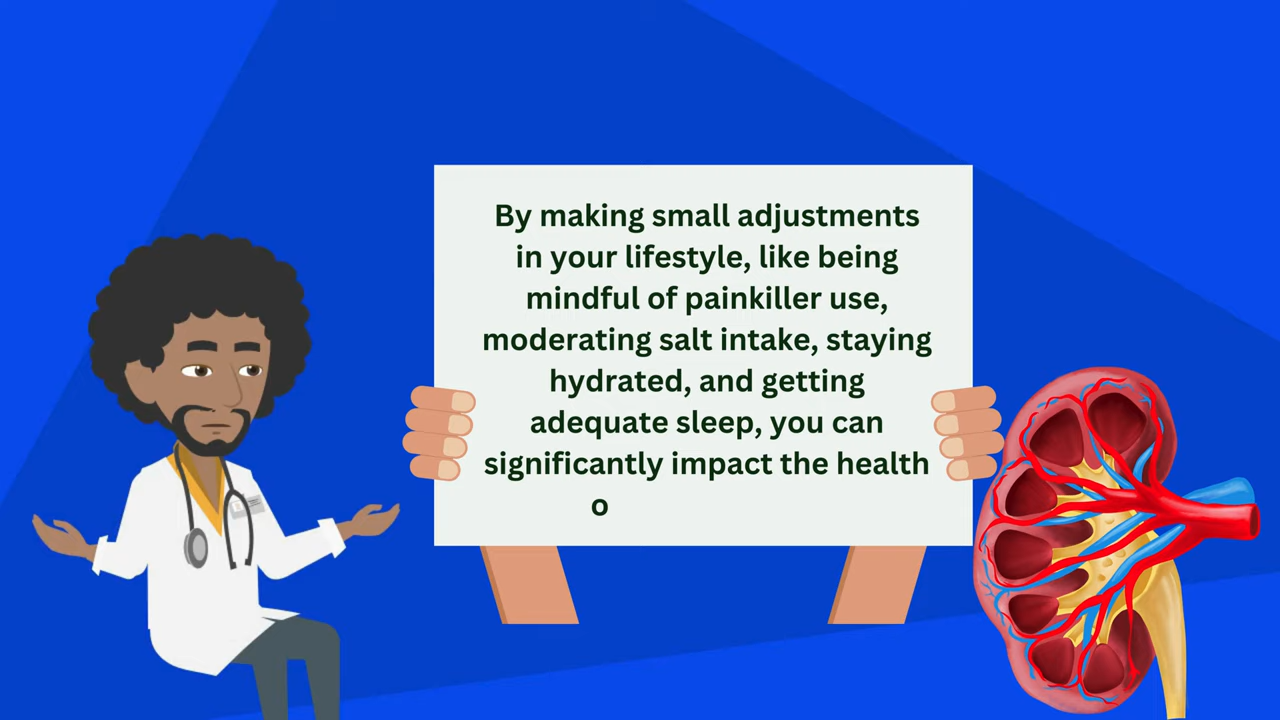 By making small adjustments
in your lifestyle, like being
mindful of painkiller use,
moderating salt intake, staying
hydrated, and getting
adequate sleep, you can
significantly impact the health
o